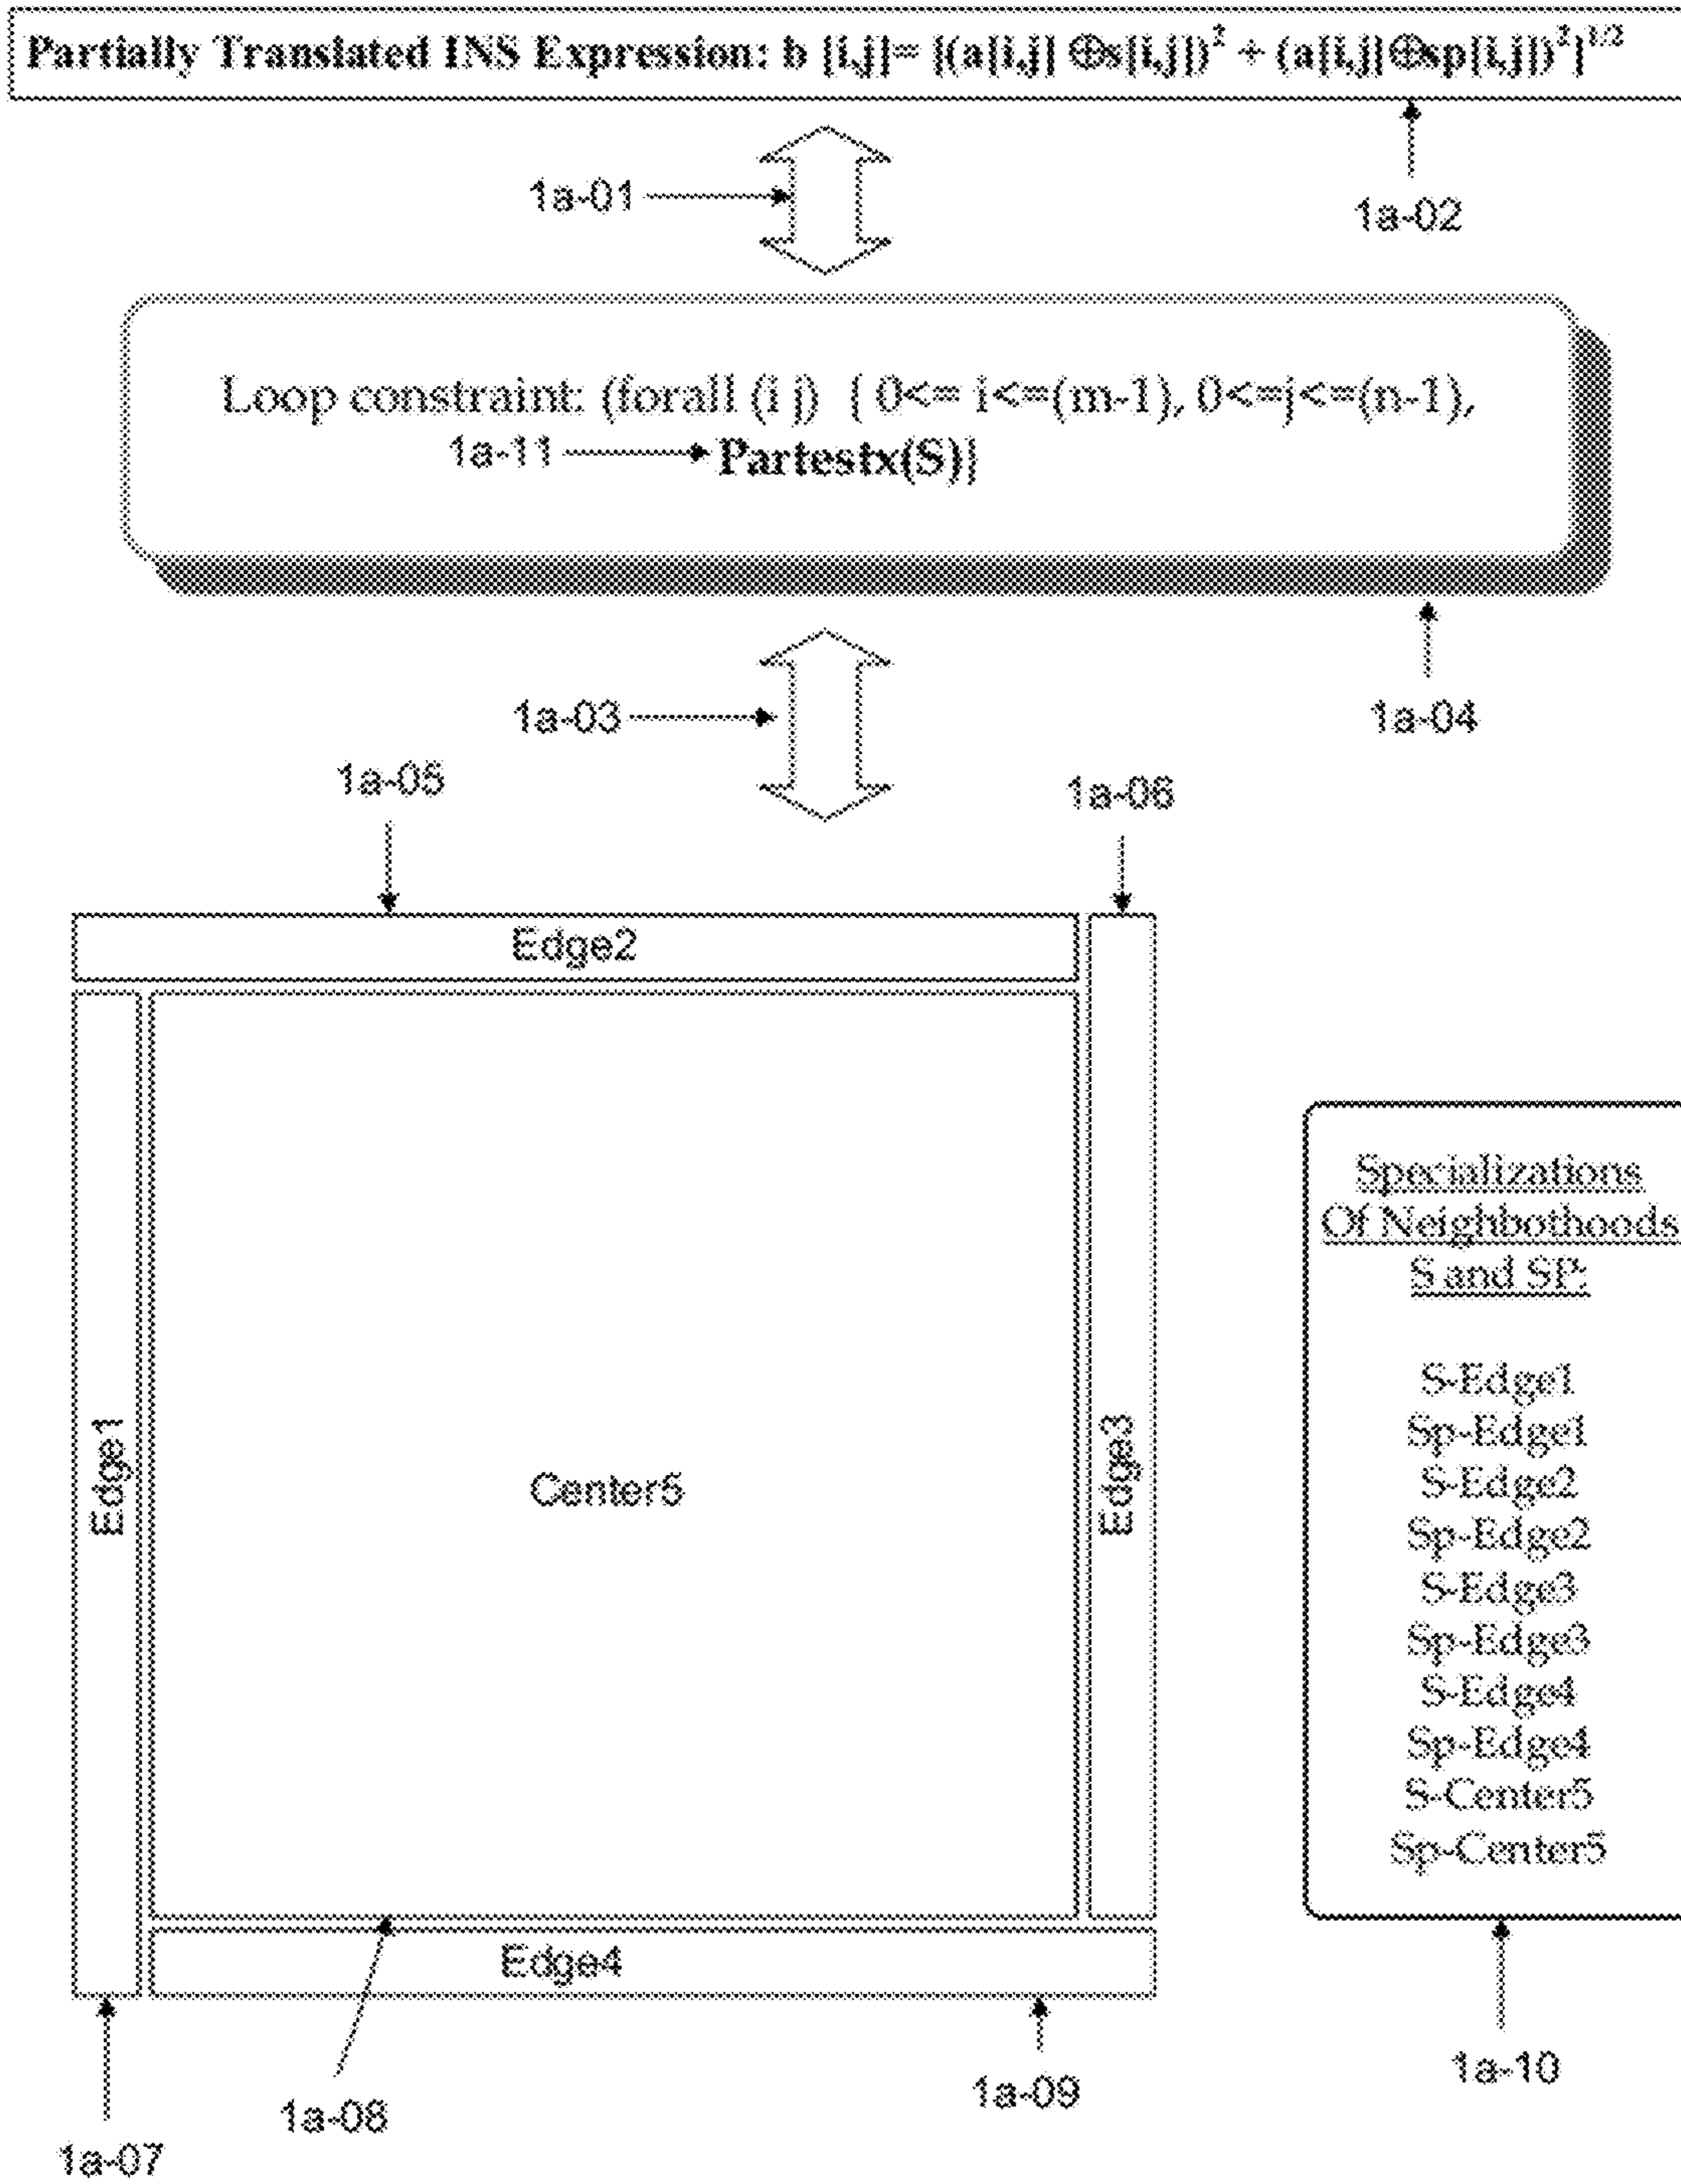 Partially Translated INS Expression: b [i,j]= [(a[i,j] ⊕s[i,j])² + (a[i,j]⊕sp[i,j])²]^1/2
1a-01
1a-02
Loop constraint: (forall (i j) { 0<= i<=(m-1), 0<=j<=(n-1),
1a-11
Partestx(S)}
1a-03
1a-04
1a-05
1a-06
Edge2
Edge1
Center5
Edge3
Edge4
Specializations
Of Neighbothoods
S and SP:
S-Edge1
Sp-Edge1
S-Edge2
Sp-Edge2
S-Edge3
Sp-Edge3
S-Edge4
Sp-Edge4
S-Center5
Sp-Center5
1a-07
1a-08
1a-09
1a-10